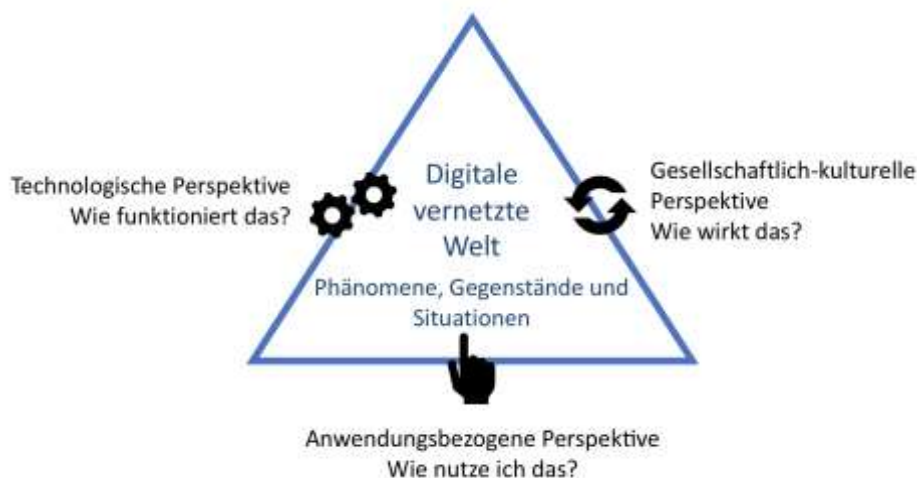 Technologische Perspektive
Wie funktioniert das?
Digitale
vernetzte
Welt
Phänomene, Gegenstände und
Situationen
Gesellschaftlich-kulturelle
Perspektive
Wie wirkt das?
Anwendungsbezogene Perspektive
Wie nutze ich das?